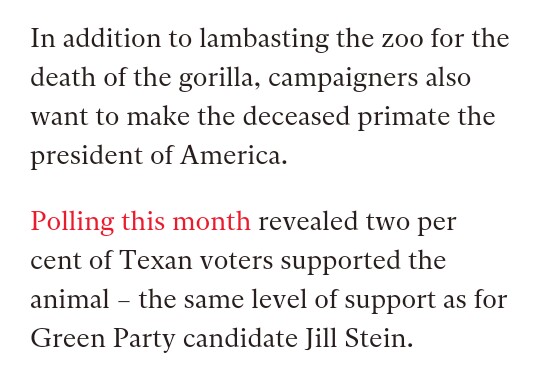 In addition to lambasting the zoo for the
death of the gorilla, campaigners also
want to make the deceased primate the
president of America.
Polling this month revealed two per
cent of Texan voters supported the
animal – the same level of support as for
Green Party candidate Jill Stein.